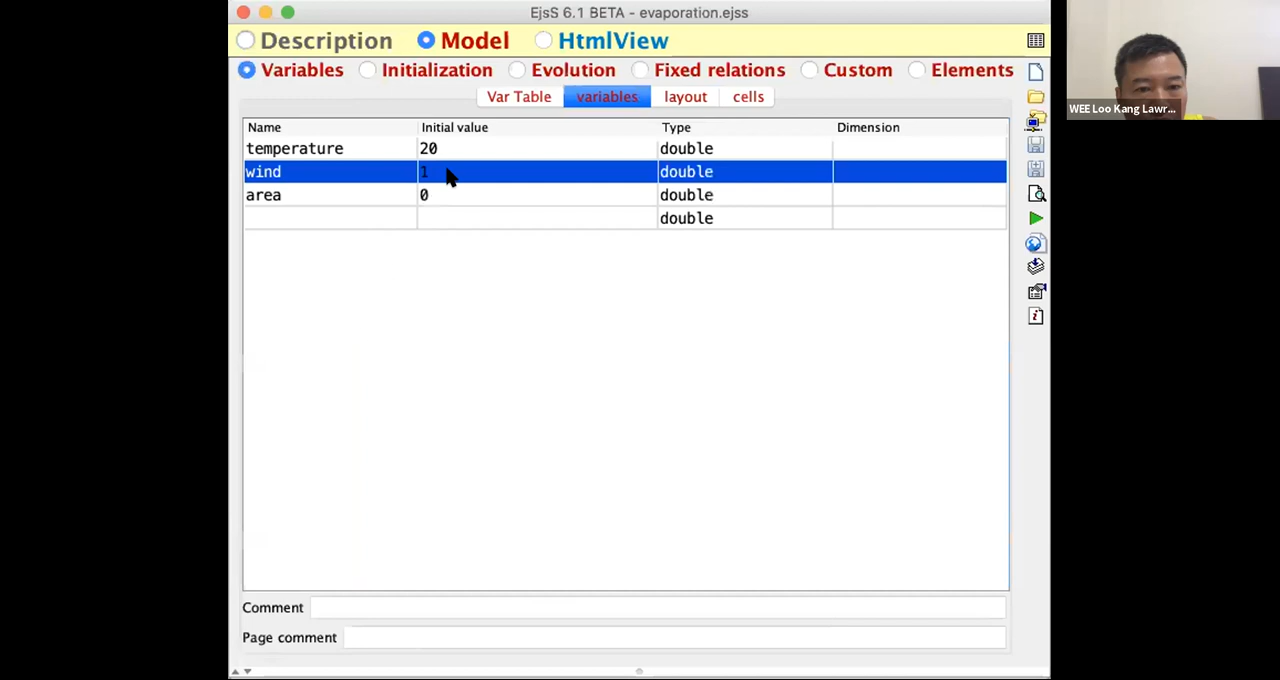 EjsS 6.1 BETA - evaporation.ejss
Description Model HtmlView
Variables Initialization Evolution Fixed relations Custom Elements
Var Table variables layout cells
Name Initial value Type Dimension
temperature 20 double
wind 1 double
area 0 double
double
Comment
Page comment
WEE Loo Kang Lawr...